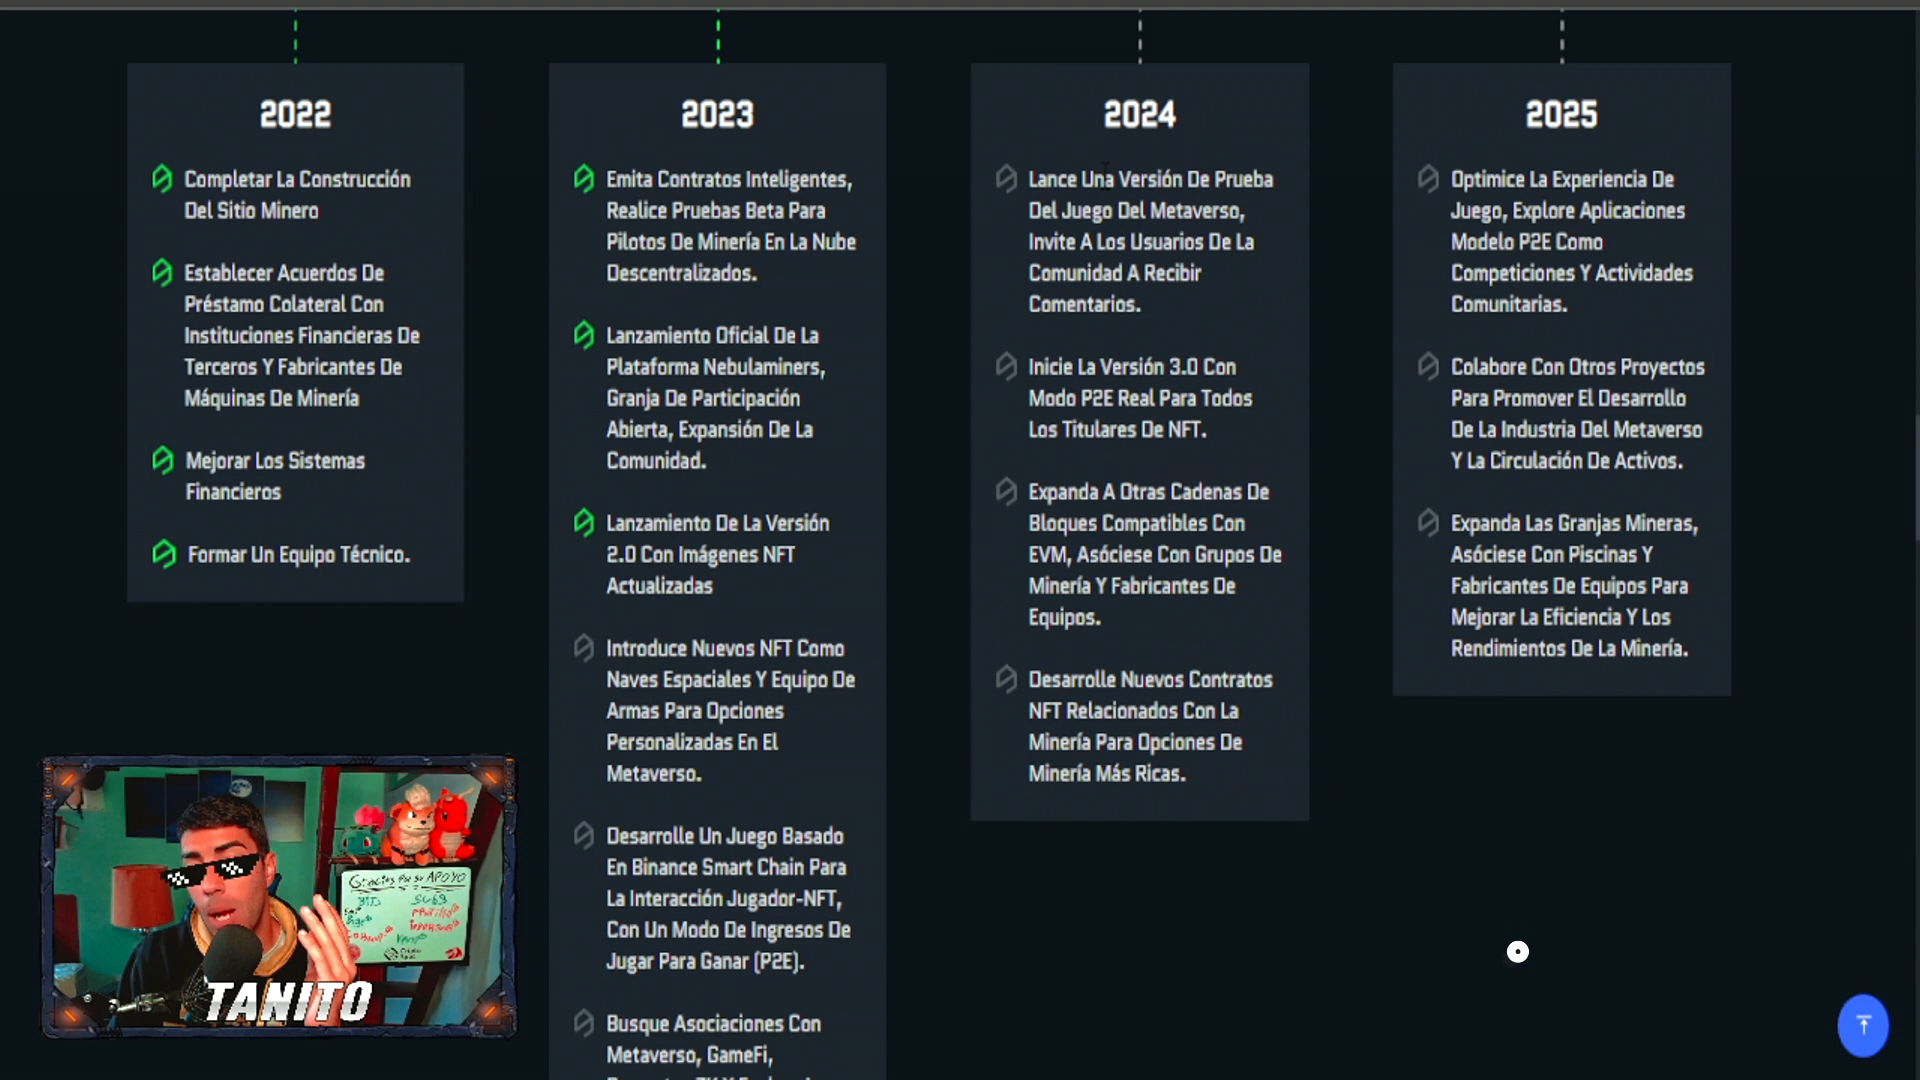 2022
Completar La Construcción
Del Sitio Minero
Establecer Acuerdos De
Préstamo Colateral Con
Instituciones Financieras De
Terceros Y Fabricantes De
Máquinas De Minería
Mejorar Los Sistemas
Financieros
Formar Un Equipo Técnico.
2023
Emita Contratos Inteligentes,
Realice Pruebas Beta Para
Pilotos De Minería En La Nube
Descentralizados.
Lanzamiento Oficial De La
Plataforma Nebulaminers,
Granja De Participación
Abierta, Expansión De La
Comunidad.
Lanzamiento De La Versión
2.0 Con Imágenes NFT
Actualizadas
Introduce Nuevos NFT Como
Naves Espaciales Y Equipo De
Armas Para Opciones
Personalizadas En El
Metaverso.
Desarrolle Un Juego Basado
En Binance Smart Chain Para
La Interacción Jugador-NFT,
Con Un Modo De Ingresos De
Jugar Para Ganar (P2E).
Busque Asociaciones Con
Metaverso, GameFi,
2024
Lance Una Versión De Prueba
Del Juego Del Metaverso,
Invite A Los Usuarios De La
Comunidad A Recibir
Comentarios.
Inicie La Versión 3.0 Con
Modo P2E Real Para Todos
Los Titulares De NFT.
Expanda A Otras Cadenas De
Bloques Compatibles Con
EVM, Asóciese Con Grupos De
Minería Y Fabricantes De
Equipos.
Desarrolle Nuevos Contratos
NFT Relacionados Con La
Minería Para Opciones De
Minería Más Ricas.
2025
Optimice La Experiencia De
Juego, Explore Aplicaciones
Modelo P2E Como
Competiciones Y Actividades
Comunitarias.
Colabore Con Otros Proyectos
Para Promover El Desarrollo
De La Industria Del Metaverso
Y La Circulación De Activos.
Expanda Las Granjas Mineras,
Asóciese Con Piscinas Y
Fabricantes De Equipos Para
Mejorar La Eficiencia Y Los
Rendimientos De La Minería.
Gracias Por su APOYO
BITS
SUBS
TANITO